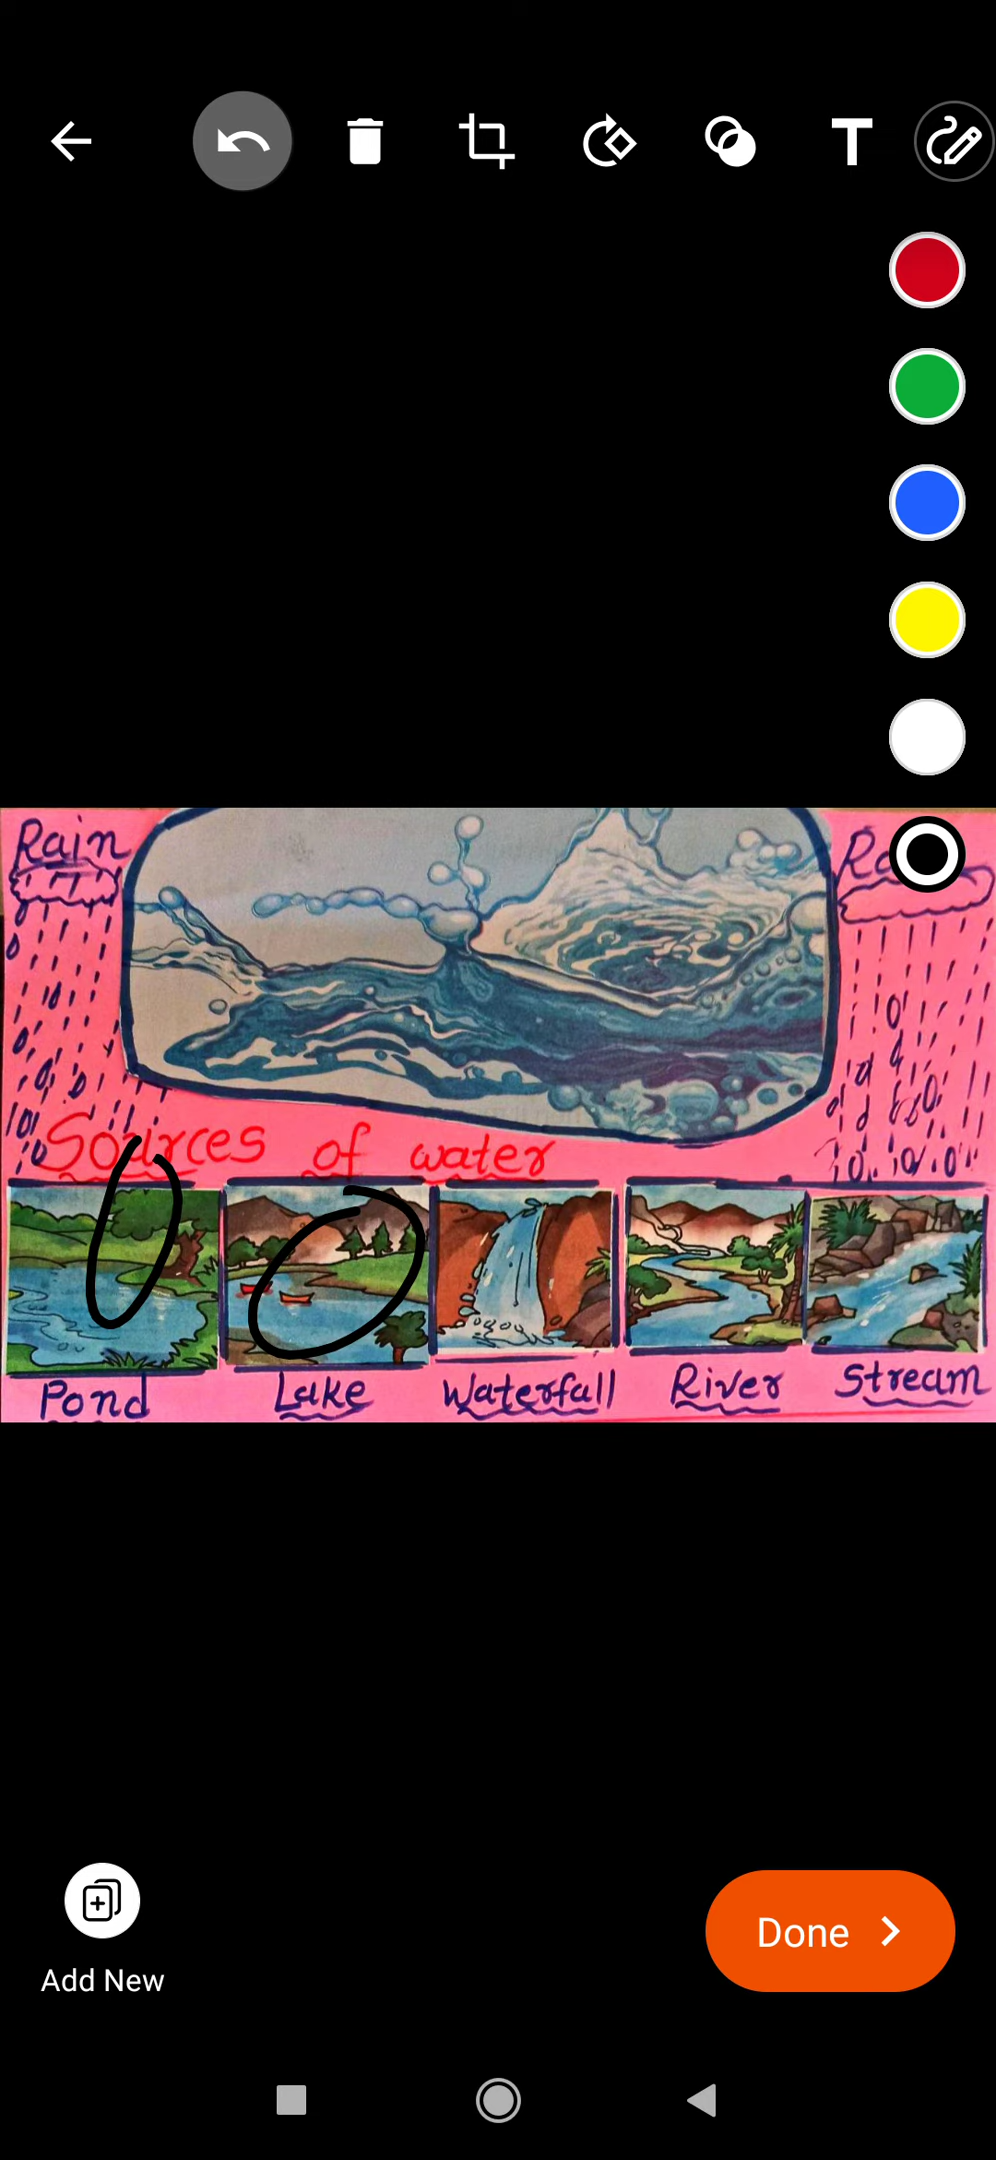 Rain
Sources of water
Pond Lake Waterfall River Stream
Add New
Done